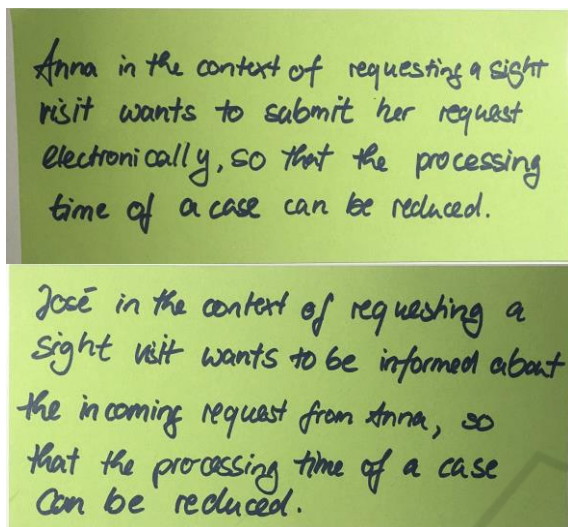 Anna in the context of requesting a sight
visit wants to submit her request
electronically, so that the processing
time of a case can be reduced.
José in the context of requesting a
sight visit wants to be informed about
the incoming request from Anna, so
that the processing time of a case
can be reduced.